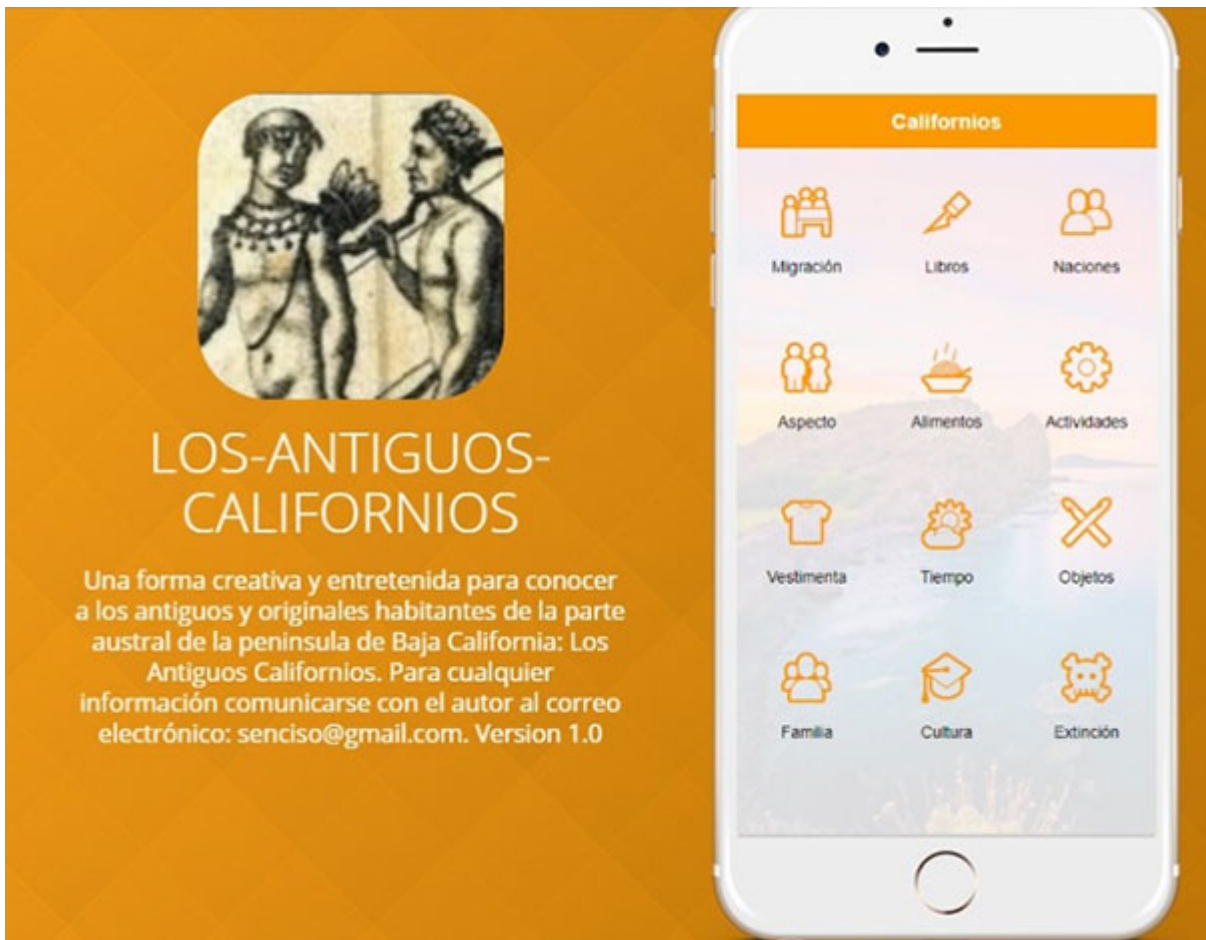 LOS-ANTIGUOS-
CALIFORNIOS
Una forma creativa y entretenida para conocer
a los antiguos y originales habitantes de la parte
austral de la peninsula de Baja California: Los
Antiguos Californios. Para cualquier
información comunicarse con el autor al correo
electrónico: senciso@gmail.com. Version 1.0
Californios
Migración Libros Naciones
Aspecto Alimentos Actividades
Vestimenta Tiempo Objetos
Familia Cultura Extinción